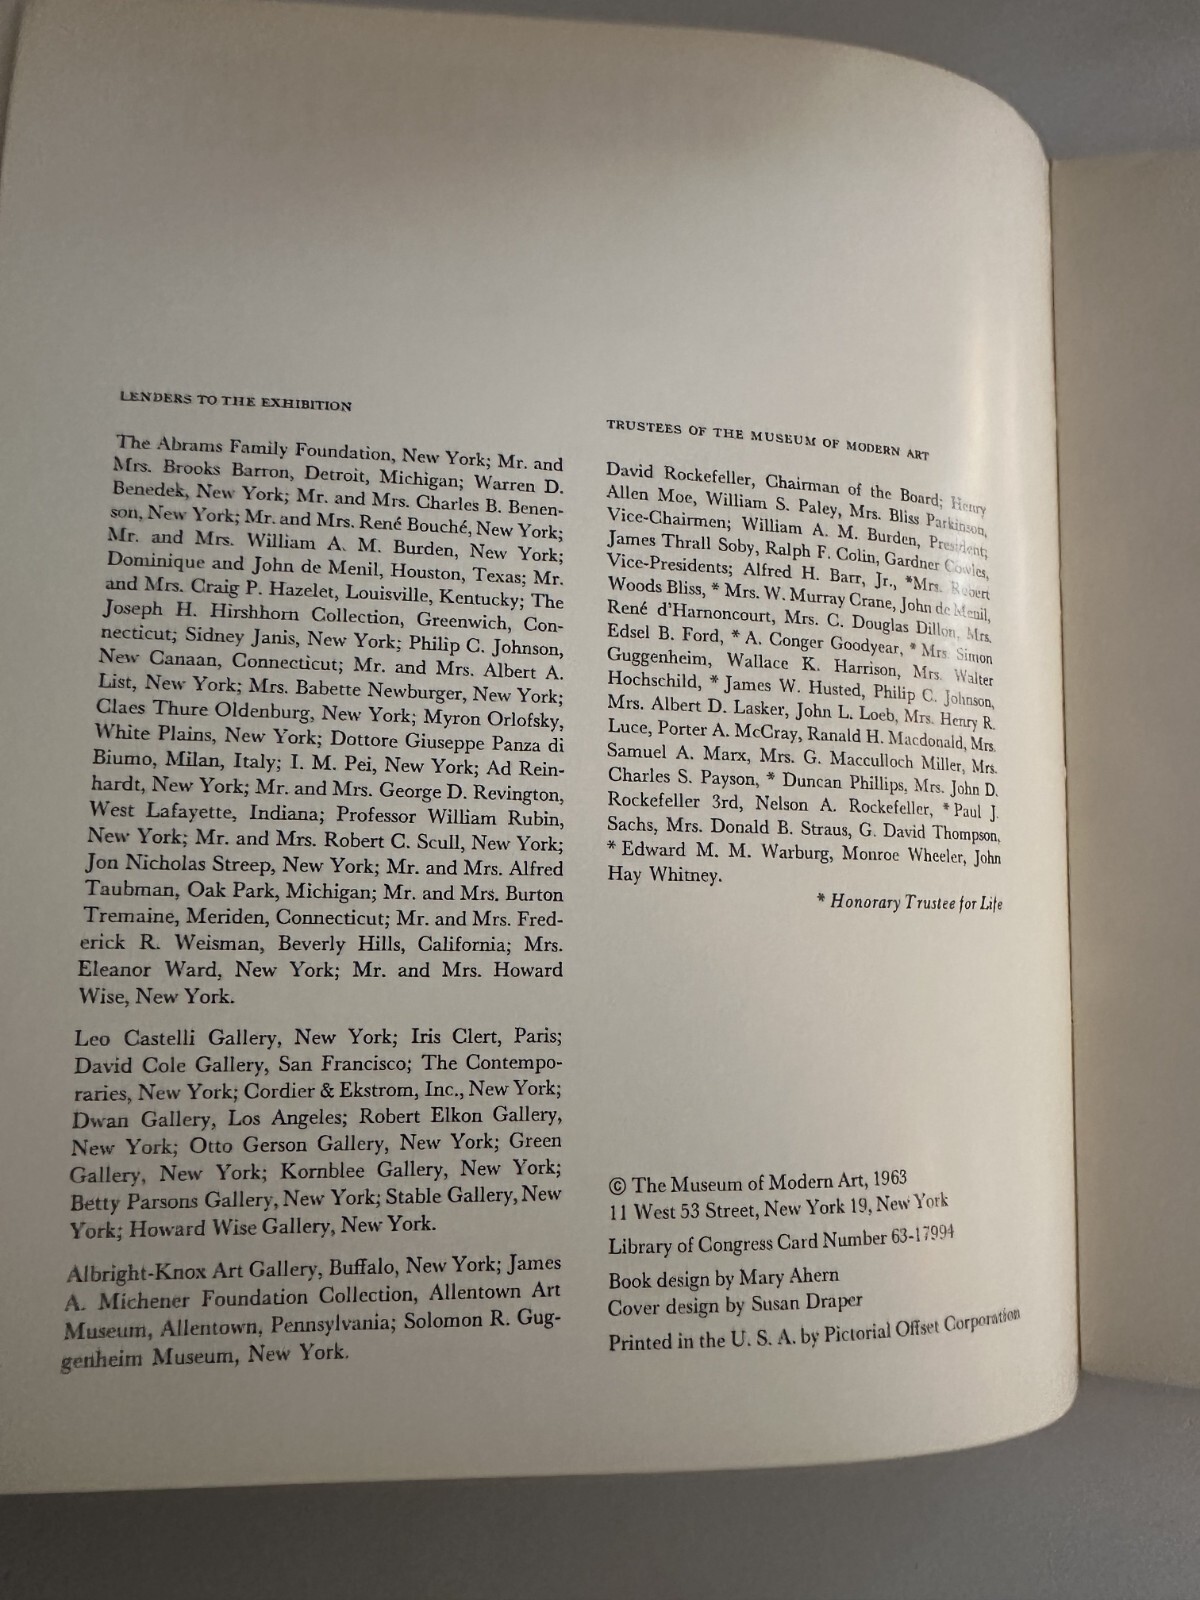 LENDERS TO THE EXHIBITION
The Abrams Family Foundation, New York; Mr. and
Mrs. Brooks Barron, Detroit, Michigan; Warren D.
Benedek, New York; Mr. and Mrs. Charles B. Benen-
son, New York; Mr. and Mrs. René Bouché, New York;
Mr. and Mrs. William A. M. Burden, New York;
Dominique and John de Menil, Houston, Texas; Mr.
and Mrs. Craig P. Hazelet, Louisville, Kentucky; The
Joseph H. Hirshhorn Collection, Greenwich, Con-
necticut; Sidney Janis, New York; Philip C. Johnson,
New Canaan, Connecticut; Mr. and Mrs. Albert A.
List, New York; Mrs. Babette Newburger, New York;
Claes Thure Oldenburg, New York; Myron Orlofsky,
White Plains, New York; Dottore Giuseppe Panza di
Biumo, Milan, Italy; I. M. Pei, New York; Ad Rein-
hardt, New York; Mr. and Mrs. George D. Revington,
West Lafayette, Indiana; Professor William Rubin,
New York; Mr. and Mrs. Robert C. Scull, New York;
Jon Nicholas Streep, New York; Mr. and Mrs. Alfred
Taubman, Oak Park, Michigan; Mr. and Mrs. Burton
Tremaine, Meriden, Connecticut; Mr. and Mrs. Fred-
erick R. Weisman, Beverly Hills, California; Mrs.
Eleanor Ward, New York; Mr. and Mrs. Howard
Wise, New York.
Leo Castelli Gallery, New York; Iris Clert, Paris;
David Cole Gallery, San Francisco; The Contempo-
raries, New York; Cordier & Ekstrom, Inc., New York;
Dwan Gallery, Los Angeles; Robert Elkon Gallery,
New York; Otto Gerson Gallery, New York; Green
Gallery, New York; Kornblee Gallery, New York;
Betty Parsons Gallery, New York; Stable Gallery, New
York; Howard Wise Gallery, New York.
Albright-Knox Art Gallery, Buffalo, New York; James
A. Michener Foundation Collection, Allentown Art
Museum, Allentown, Pennsylvania; Solomon R. Gug-
genheim Museum, New York.
TRUSTEES OF THE MUSEUM OF MODERN ART
David Rockefeller, Chairman of the Board; Henry
Allen Moe, William S. Paley, Mrs. Bliss Parkinson,
Vice-Chairmen; William A. M. Burden, President;
James Thrall Soby, Ralph F. Colin, Gardner Cowles,
Vice-Presidents; Alfred H. Barr, Jr., *Mrs. Robert
Woods Bliss, * Mrs. W. Murray Crane, John de Menil,
René d'Harnoncourt, Mrs. C. Douglas Dillon, Mrs.
Edsel B. Ford, * A. Conger Goodyear, * Mrs. Simon
Guggenheim, Wallace K. Harrison, Mrs. Walter
Hochschild, * James W. Husted, Philip C. Johnson,
Mrs. Albert D. Lasker, John L. Loeb, Mrs. Henry R.
Luce, Porter A. McCray, Ranald H. Macdonald, Mrs.
Samuel A. Marx, Mrs. G. Macculloch Miller, Mrs.
Charles S. Payson, * Duncan Phillips, Mrs. John D.
Rockefeller 3rd, Nelson A. Rockefeller, * Paul J.
Sachs, Mrs. Donald B. Straus, G. David Thompson,
* Edward M. M. Warburg, Monroe Wheeler, John
Hay Whitney.
* Honorary Trustee for Life
© The Museum of Modern Art, 1963
11 West 53 Street, New York 19, New York
Library of Congress Card Number 63-17994
Book design by Mary Ahern
Cover design by Susan Draper
Printed in the U. S. A. by Pictorial Offset Corporation